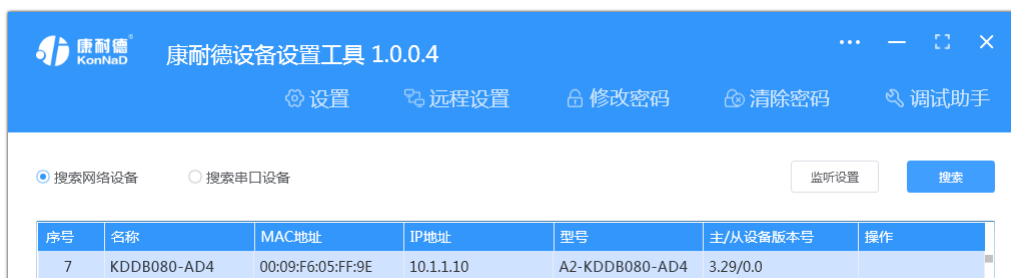 康耐德®
KonNaD
康耐德设备设置工具 1.0.0.4
设置 远程设置 修改密码 清除密码 调试助手
搜索网络设备 搜索串口设备 监听设置 搜索
序号 名称 MAC地址 IP地址 型号 主/从设备版本号 操作
7 KDDB080-AD4 00:09:F6:05:FF:9E 10.1.1.10 A2-KDDB080-AD4 3.29/0.0